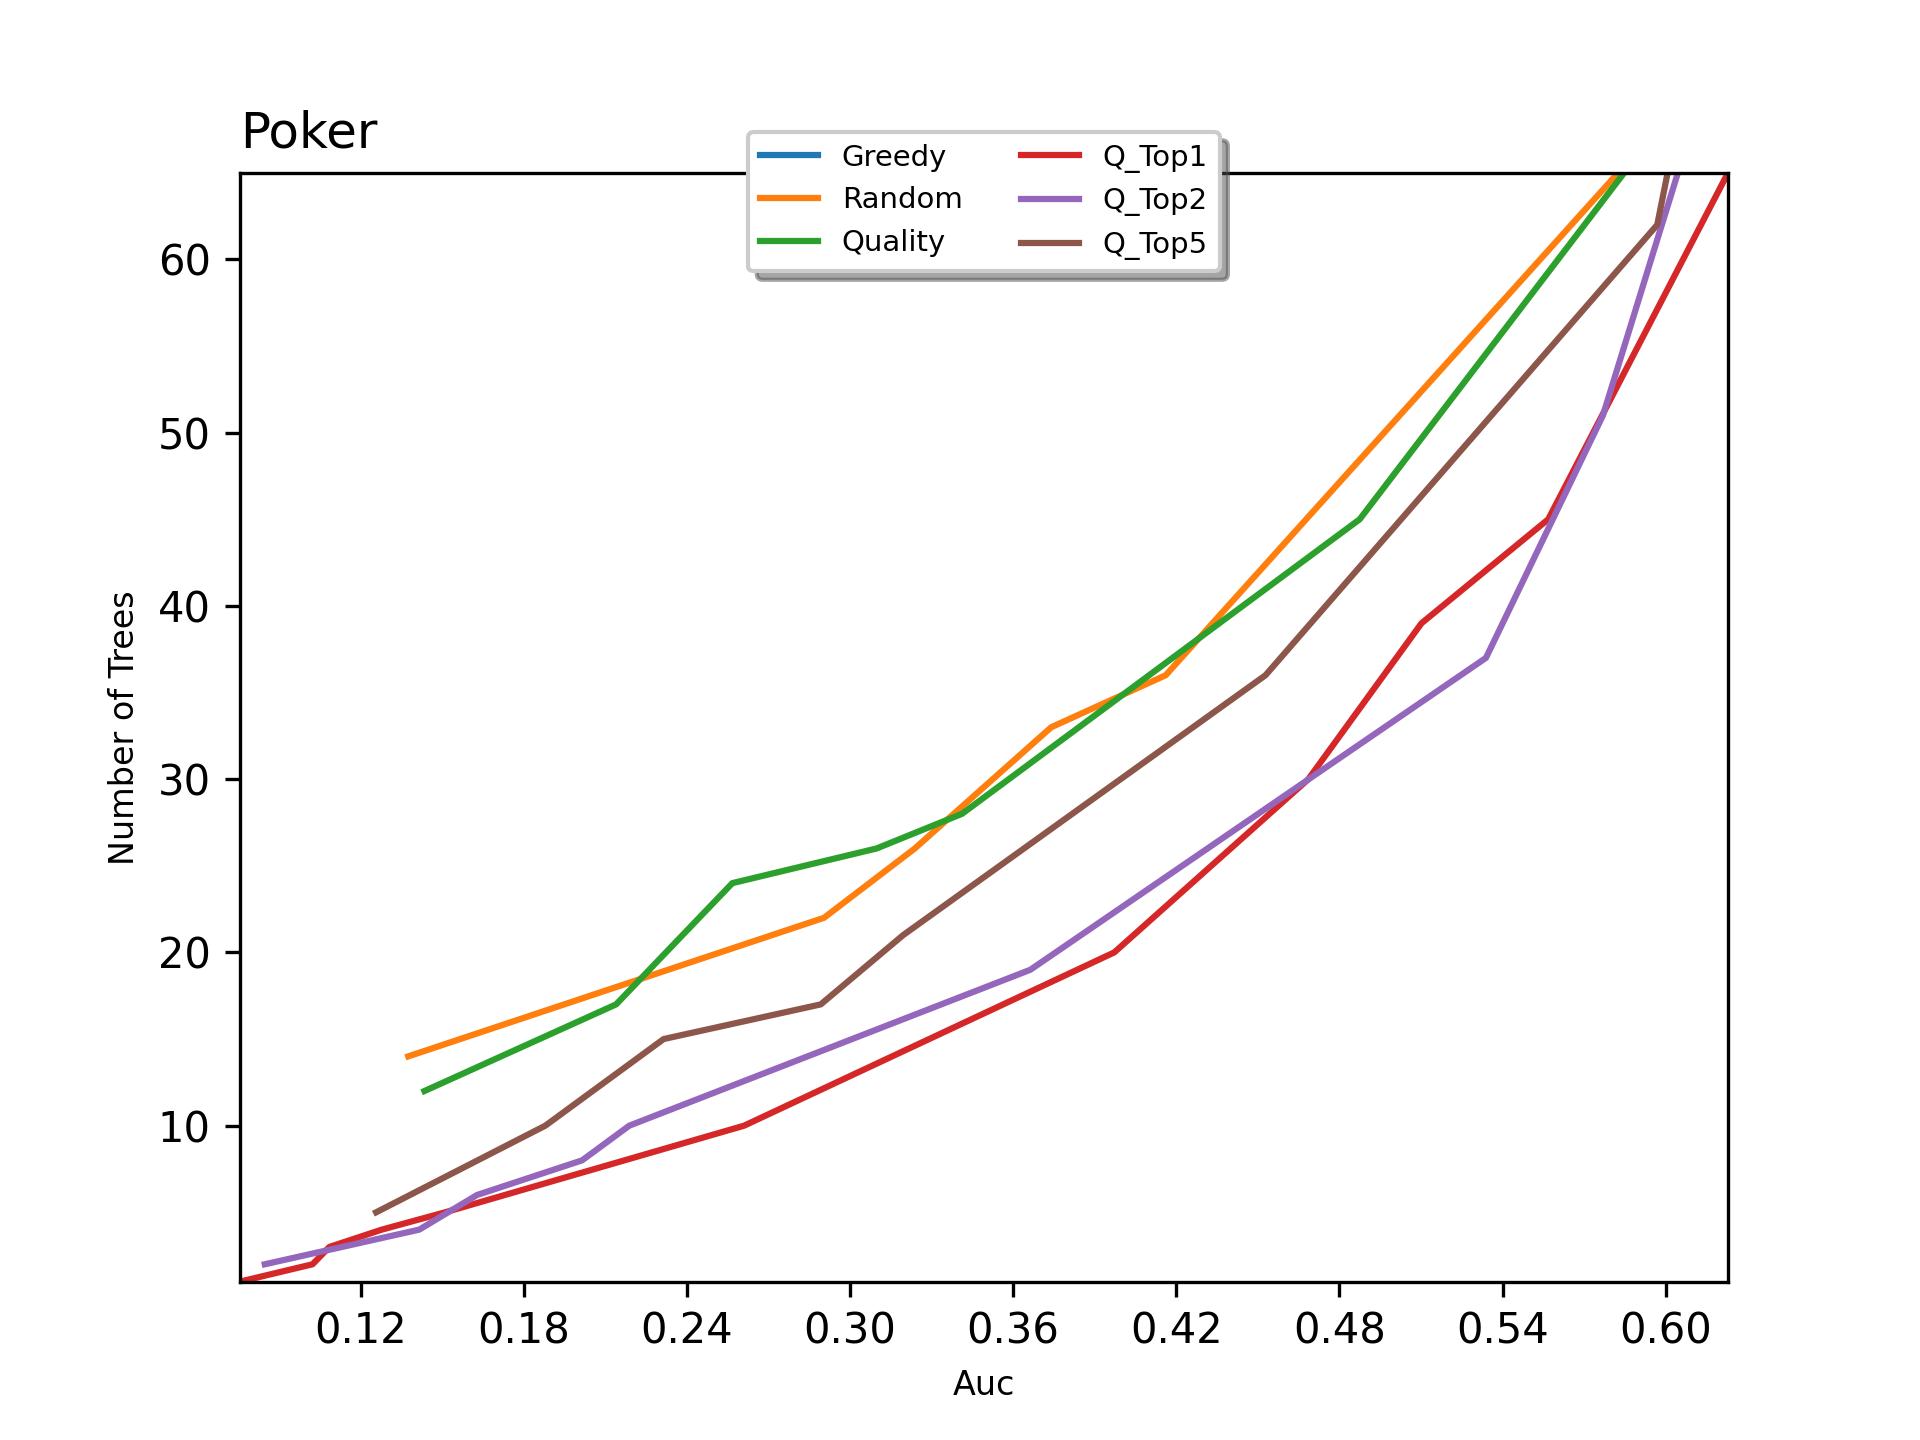 Poker
Greedy
Random
Quality
Q_Top1
Q_Top2
Q_Top5
Number of Trees
60
50
40
30
20
10
0.12 0.18 0.24 0.30 0.36 0.42 0.48 0.54 0.60
Auc